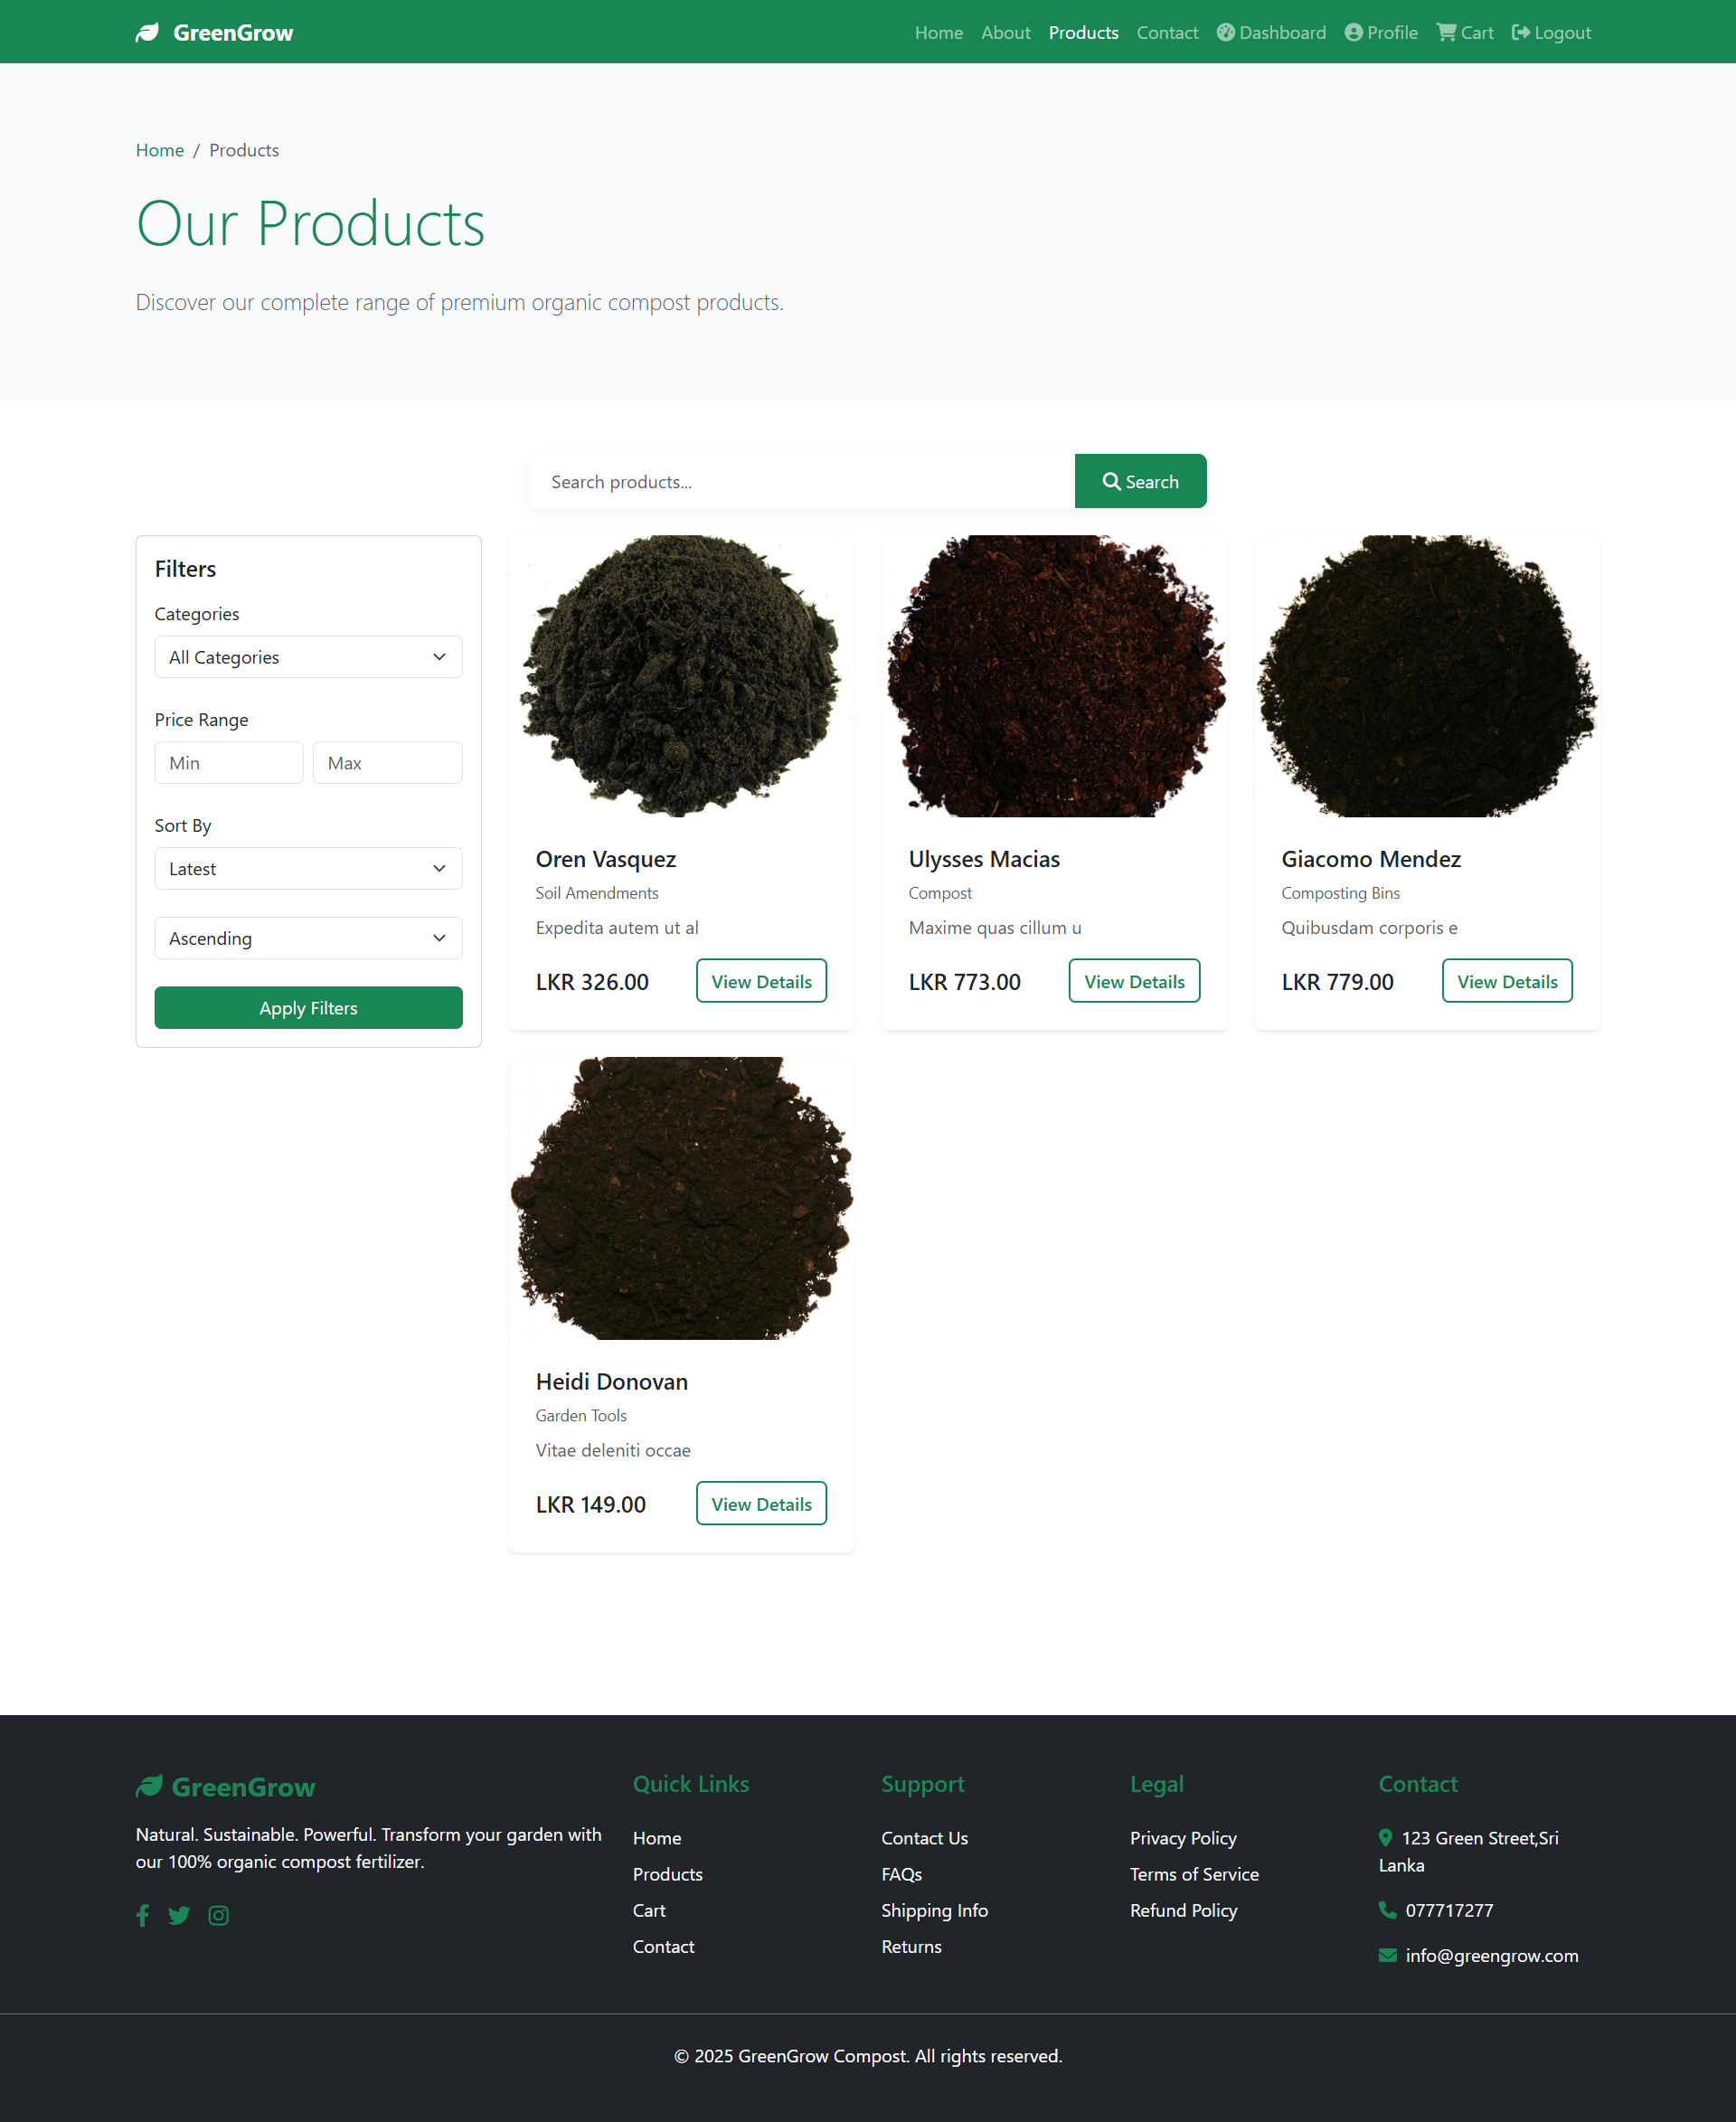 GreenGrow
Home About Products Contact Dashboard Profile Cart Logout
Home / Products
Our Products
Discover our complete range of premium organic compost products.
Search products...
Search
Filters
Categories
All Categories
Price Range
Min Max
Sort By
Latest
Ascending
Apply Filters
Oren Vasquez
Soil Amendments
Expedita autem ut al
LKR 326.00 View Details
Ulysses Macias
Compost
Maxime quas cillum u
LKR 773.00 View Details
Giacomo Mendez
Composting Bins
Quibusdam corporis e
LKR 779.00 View Details
Heidi Donovan
Garden Tools
Vitae deleniti occae
LKR 149.00 View Details
GreenGrow
Natural. Sustainable. Powerful. Transform your garden with
our 100% organic compost fertilizer.
Quick Links
Home
Products
Cart
Contact
Support
Contact Us
FAQs
Shipping Info
Returns
Legal
Privacy Policy
Terms of Service
Refund Policy
Contact
123 Green Street,Sri
Lanka
077717277
info@greengrow.com
© 2025 GreenGrow Compost. All rights reserved.